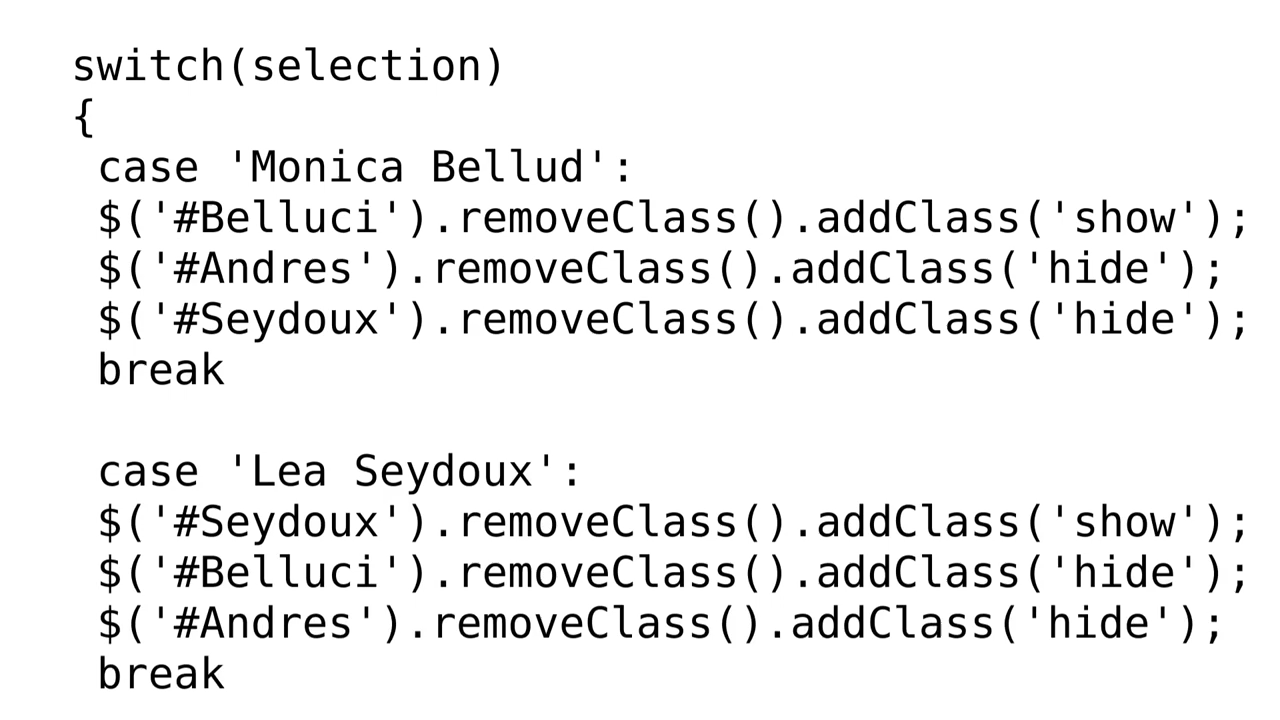 switch(selection)
{
case 'Monica Bellud':
$('#Belluci').removeClass().addClass('show');
$('#Andres').removeClass().addClass('hide');
$('#Seydoux').removeClass().addClass('hide');
break
case 'Lea Seydoux':
$('#Seydoux').removeClass().addClass('show');
$('#Belluci').removeClass().addClass('hide');
$('#Andres').removeClass().addClass('hide');
break